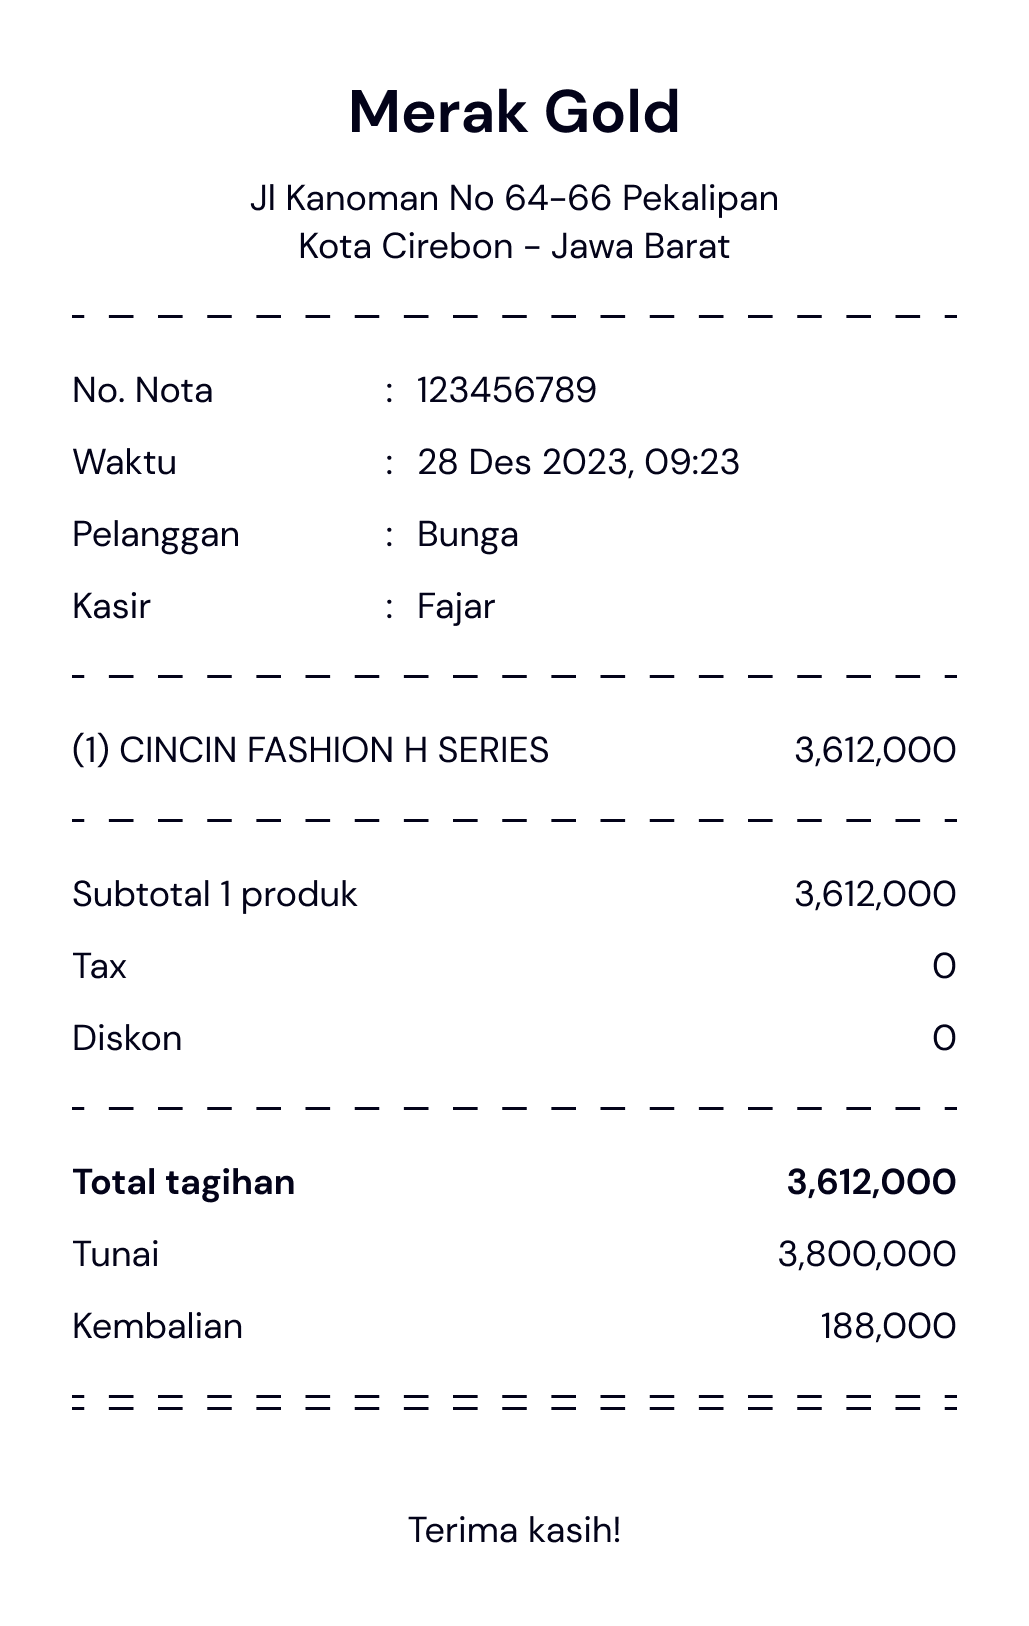 Merak Gold
Jl Kanoman No 64-66 Pekalipan
Kota Cirebon - Jawa Barat
No. Nota : 123456789
Waktu : 28 Des 2023, 09:23
Pelanggan : Bunga
Kasir : Fajar
(1) CINCIN FASHION H SERIES 3,612,000
Subtotal 1 produk 3,612,000
Tax 0
Diskon 0
Total tagihan 3,612,000
Tunai 3,800,000
Kembalian 188,000
Terima kasih!